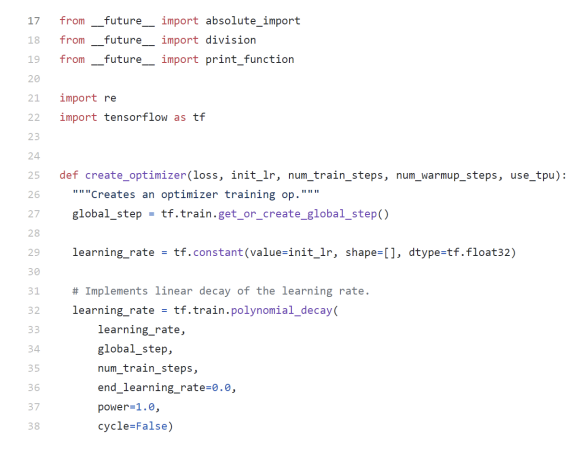 17 from __future__ import absolute_import
18 from __future__ import division
19 from __future__ import print_function
20
21 import re
22 import tensorflow as tf
23
24
25 def create_optimizer(loss, init_lr, num_train_steps, num_warmup_steps, use_tpu):
26   """Creates an optimizer training op."""
27   global_step = tf.train.get_or_create_global_step()
28
29   learning_rate = tf.constant(value=init_lr, shape=[], dtype=tf.float32)
30
31   # Implements linear decay of the learning rate.
32   learning_rate = tf.train.polynomial_decay(
33       learning_rate,
34       global_step,
35       num_train_steps,
36       end_learning_rate=0.0,
37       power=1.0,
38       cycle=False)